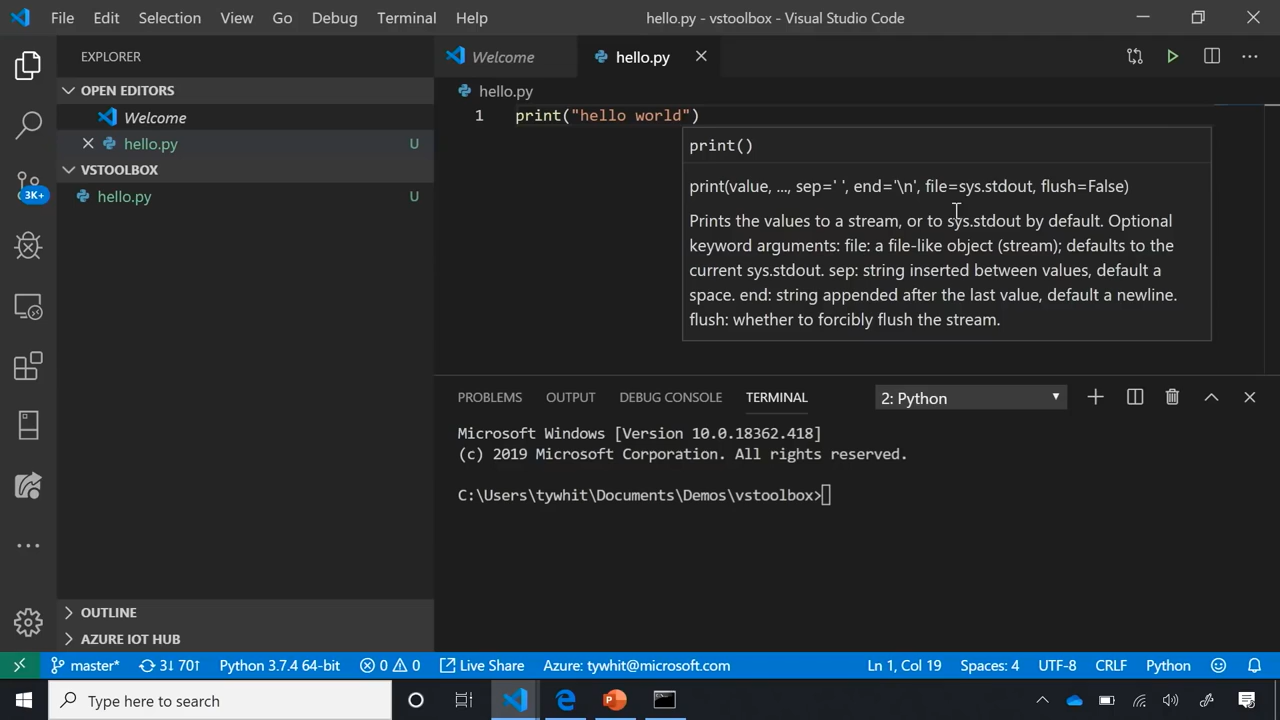 File Edit Selection View Go Debug Terminal Help hello.py - vstoolbox - Visual Studio Code
EXPLORER
OPEN EDITORS
Welcome
hello.py U
VSTOOLBOX
hello.py U
3K+
OUTLINE
AZURE IOT HUB
Welcome hello.py
hello.py
1 print("hello world")
print()
print(value, ..., sep=' ', end='\n', file=sys.stdout, flush=False)
Prints the values to a stream, or to sys.stdout by default. Optional
keyword arguments: file: a file-like object (stream); defaults to the
current sys.stdout. sep: string inserted between values, default a
space. end: string appended after the last value, default a newline.
flush: whether to forcibly flush the stream.
PROBLEMS OUTPUT DEBUG CONSOLE TERMINAL 2: Python
Microsoft Windows [Version 10.0.18362.418]
(c) 2019 Microsoft Corporation. All rights reserved.
C:\Users\tywhit\Documents\Demos\vstoolbox>
master* 3↓ 70↑ Python 3.7.4 64-bit 0 0 Live Share Azure: tywhit@microsoft.com Ln 1, Col 19 Spaces: 4 UTF-8 CRLF Python
Type here to search